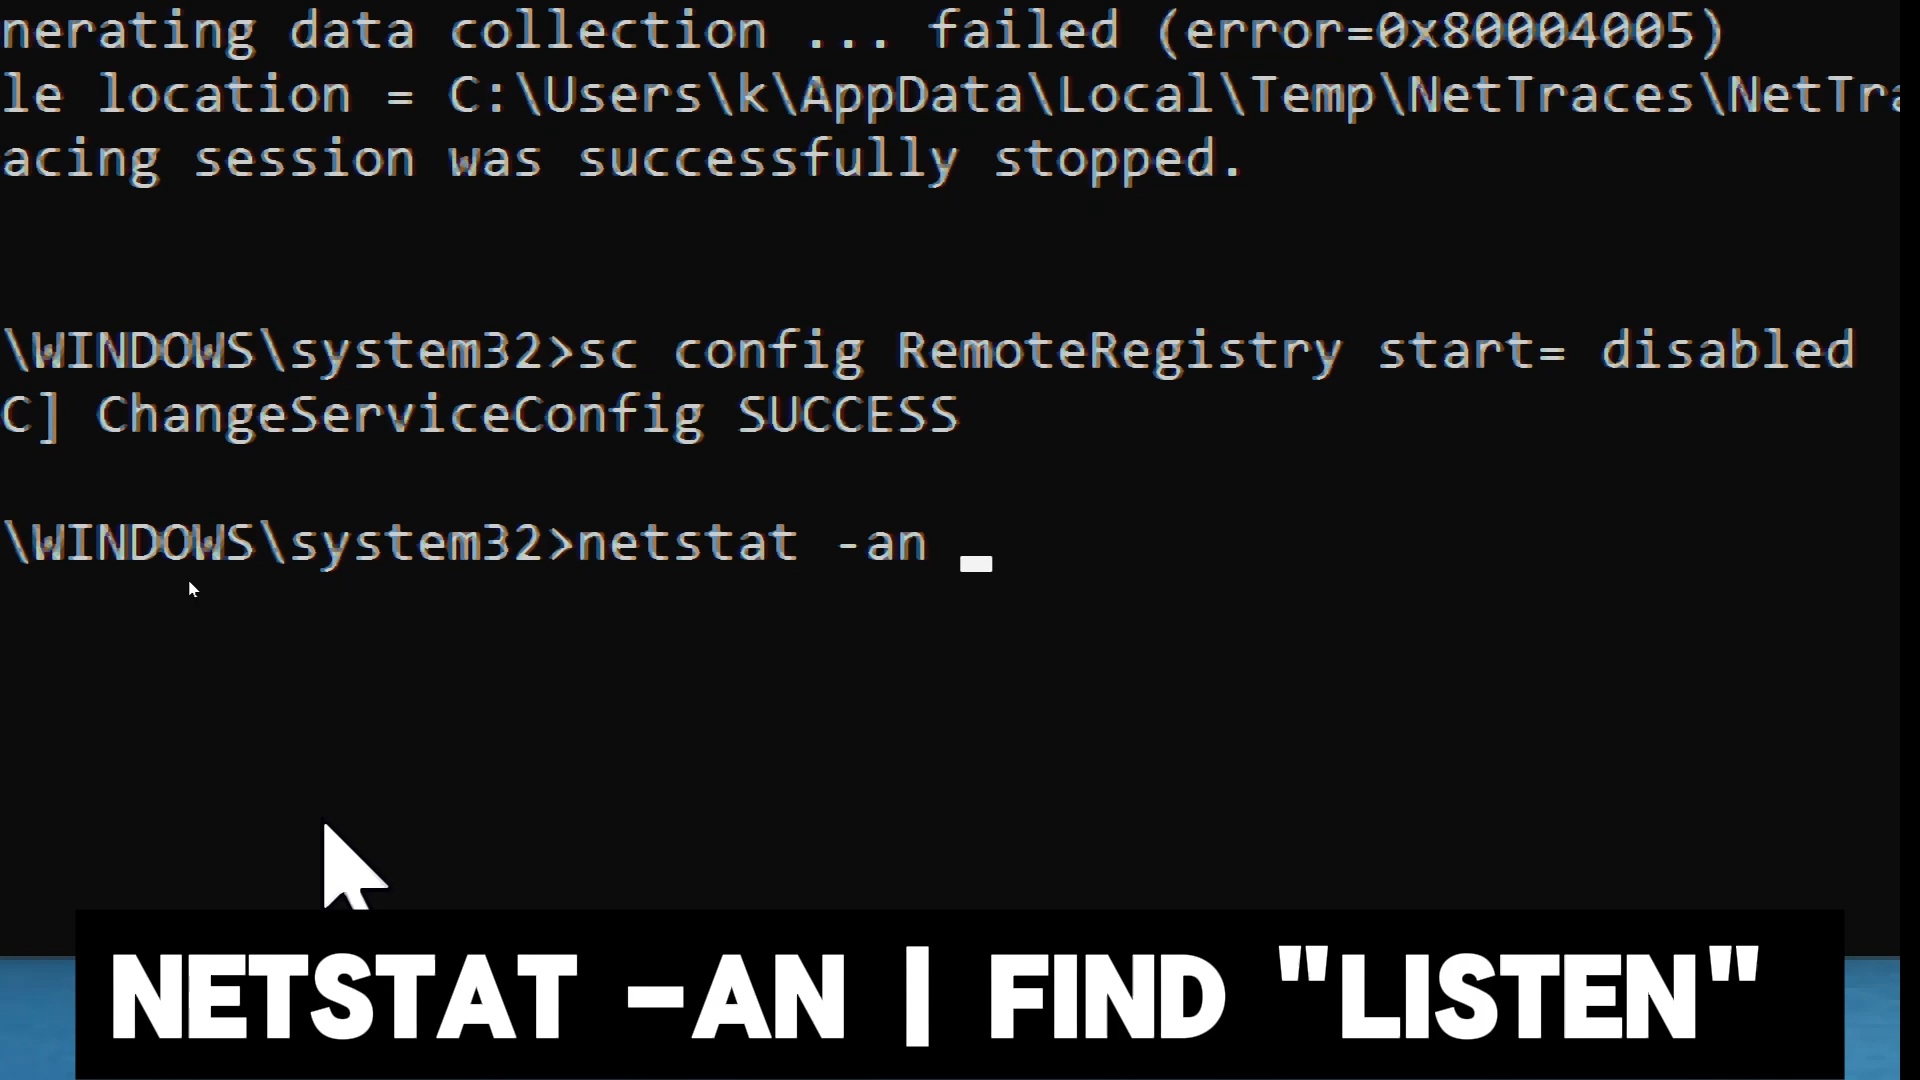 nerating data collection ... failed (error=0x80004005)
le location = C:\Users\k\AppData\Local\Temp\NetTraces\NetTra
acing session was successfully stopped.
\WINDOWS\system32>sc config RemoteRegistry start= disabled
C] ChangeServiceConfig SUCCESS
\WINDOWS\system32>netstat -an
NETSTAT -AN | FIND "LISTEN"